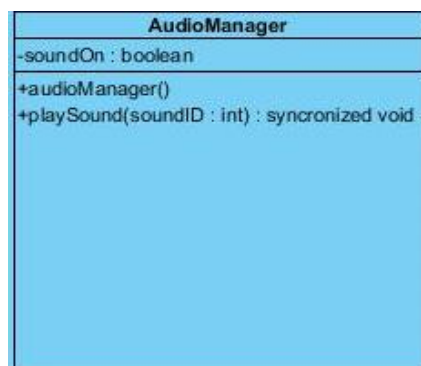 AudioManager
-soundOn : boolean
+audioManager()
+playSound(soundID : int) : syncronized void